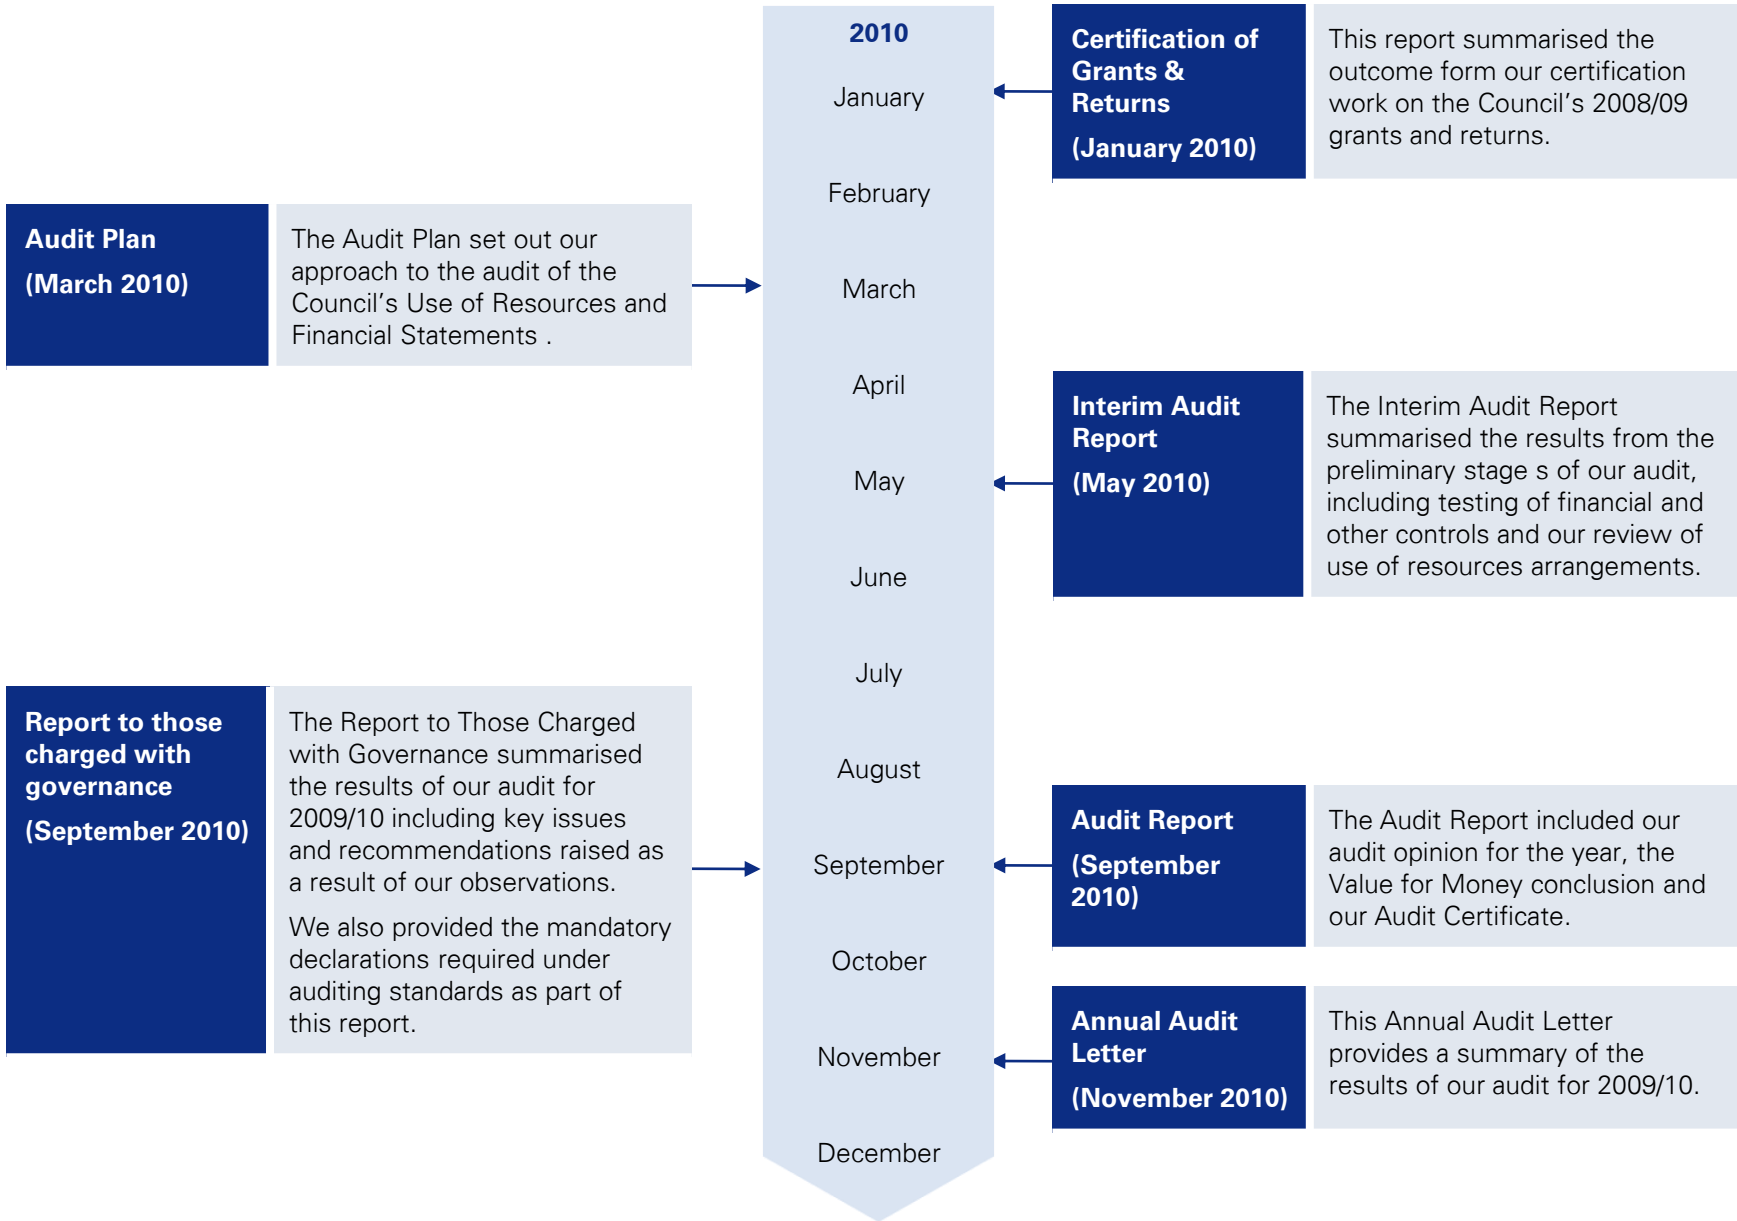 2010
January
February
March
April
May
June
July
August
September
October
November
December
Certification of
Grants &
Returns
(January 2010)
This report summarised the
outcome form our certification
work on the Council's 2008/09
grants and returns.
Audit Plan
(March 2010)
The Audit Plan set out our
approach to the audit of the
Council's Use of Resources and
Financial Statements .
Interim Audit
Report
(May 2010)
The Interim Audit Report
summarised the results from the
preliminary stage s of our audit,
including testing of financial and
other controls and our review of
use of resources arrangements.
Report to those
charged with
governance
(September 2010)
The Report to Those Charged
with Governance summarised
the results of our audit for
2009/10 including key issues
and recommendations raised as
a result of our observations.
We also provided the mandatory
declarations required under
auditing standards as part of
this report.
Audit Report
(September
2010)
The Audit Report included our
audit opinion for the year, the
Value for Money conclusion and
our Audit Certificate.
Annual Audit
Letter
(November 2010)
This Annual Audit Letter
provides a summary of the
results of our audit for 2009/10.